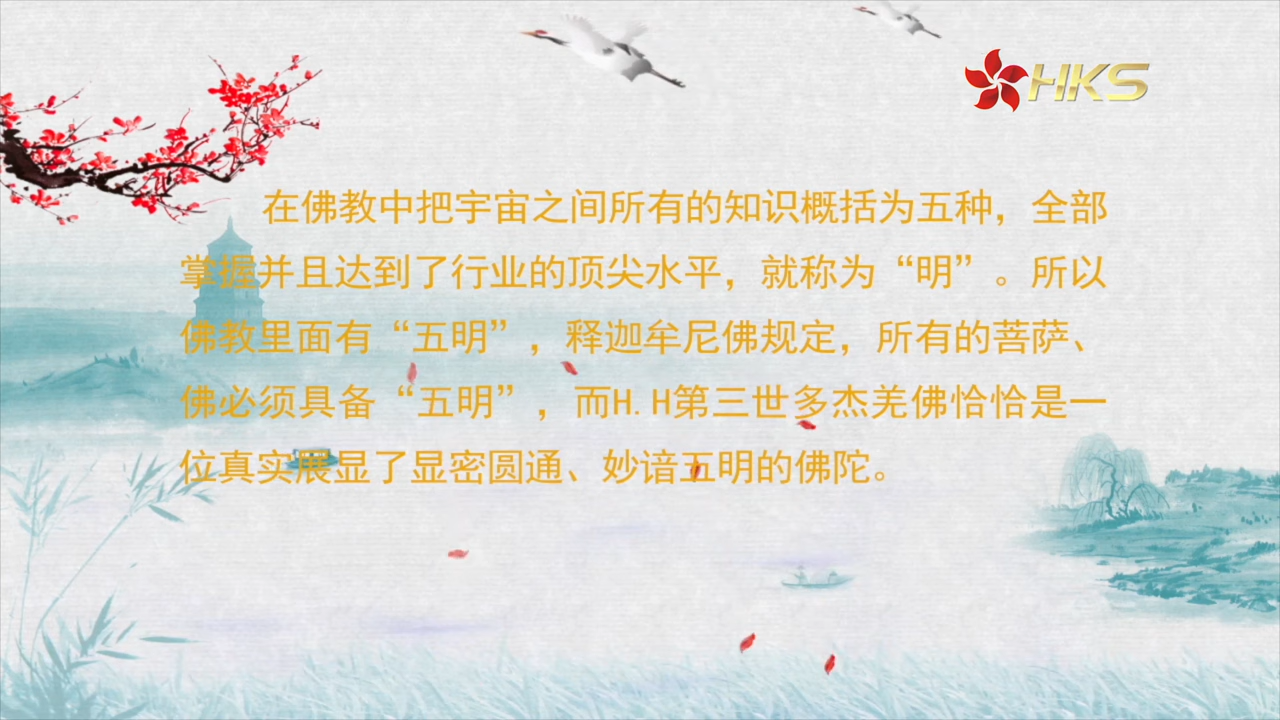 HKS
在佛教中把宇宙之间所有的知识概括为五种，全部
掌握并且达到了行业的顶尖水平，就称为“明”。所以
佛教里面有“五明”，释迦牟尼佛规定，所有的菩萨、
佛必须具备“五明”，而H.H第三世多杰羌佛恰恰是一
位真实展显了显密圆通、妙谙五明的佛陀。